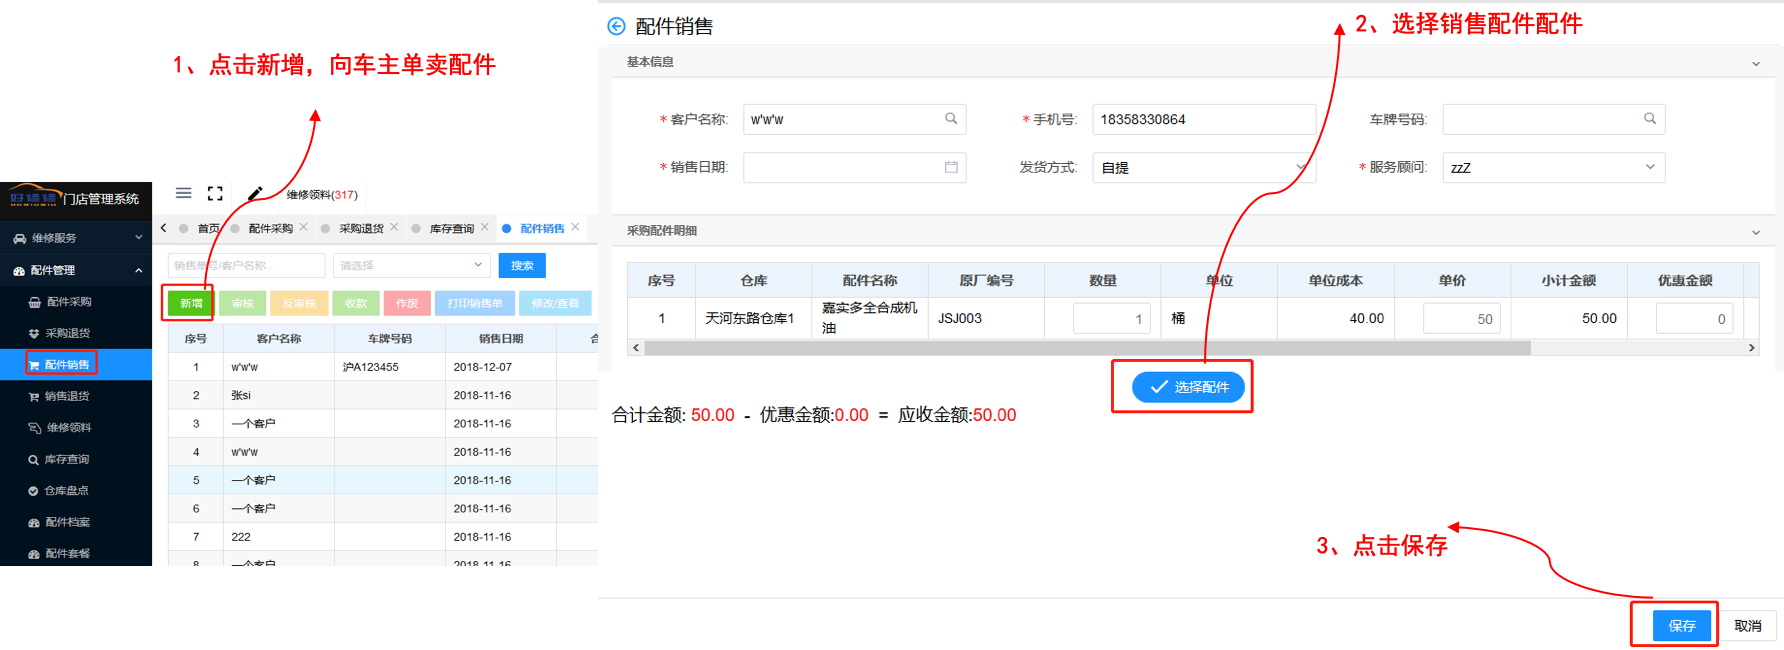 1、点击新增，向车主单卖配件
门店管理系统
维修服务
配件管理
配件采购
采购退货
配件销售
销售退货
维修领料
库存查询
仓库盘点
配件档案
配件套餐
维修领料(317)
首页
配件采购
采购退货
库存查询
配件销售
销售单号/客户名称...
请选择
搜索
新增 审核 反审核 收款 作废 打印销售单 修改/查看
序号 客户名称 车牌号码 销售日期
1 w'w'w 沪A123455 2018-12-07
2 张si 2018-11-16
3 一个客户 2018-11-16
4 w'w'w 2018-11-16
5 一个客户 2018-11-16
6 一个客户 2018-11-16
7 222 2018-11-16
8 一个客户 2018-11-16
配件销售
2、选择销售配件配件
基本信息
* 客户名称: w'w'w * 手机号: 18358330864 车牌号码:
* 销售日期: 发货方式: 自提 * 服务顾问: zzZ
采购配件明细
序号 仓库 配件名称 原厂编号 数量 单位 单位成本 单价 小计金额 优惠金额
1 天河东路仓库1 嘉实多全合成机油 JSJ003 1 桶 40.00 50 50.00 0
选择配件
合计金额: 50.00 - 优惠金额:0.00 = 应收金额:50.00
3、点击保存
保存 取消